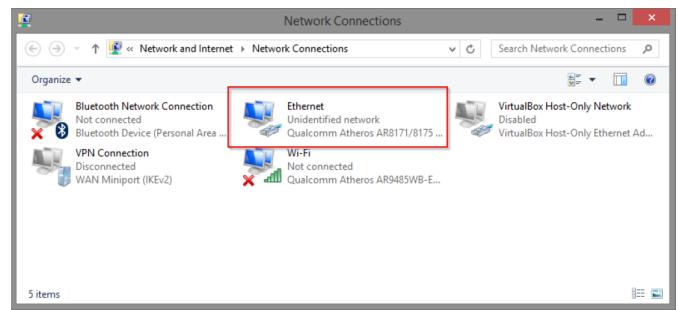 Network Connections
« Network and Internet ▸ Network Connections
Search Network Connections
Organize
Bluetooth Network Connection
Not connected
Bluetooth Device (Personal Area ...
Ethernet
Unidentified network
Qualcomm Atheros AR8171/8175 ...
VirtualBox Host-Only Network
Disabled
VirtualBox Host-Only Ethernet Ad...
VPN Connection
Disconnected
WAN Miniport (IKEv2)
Wi-Fi
Not connected
Qualcomm Atheros AR9485WB-E...
5 items